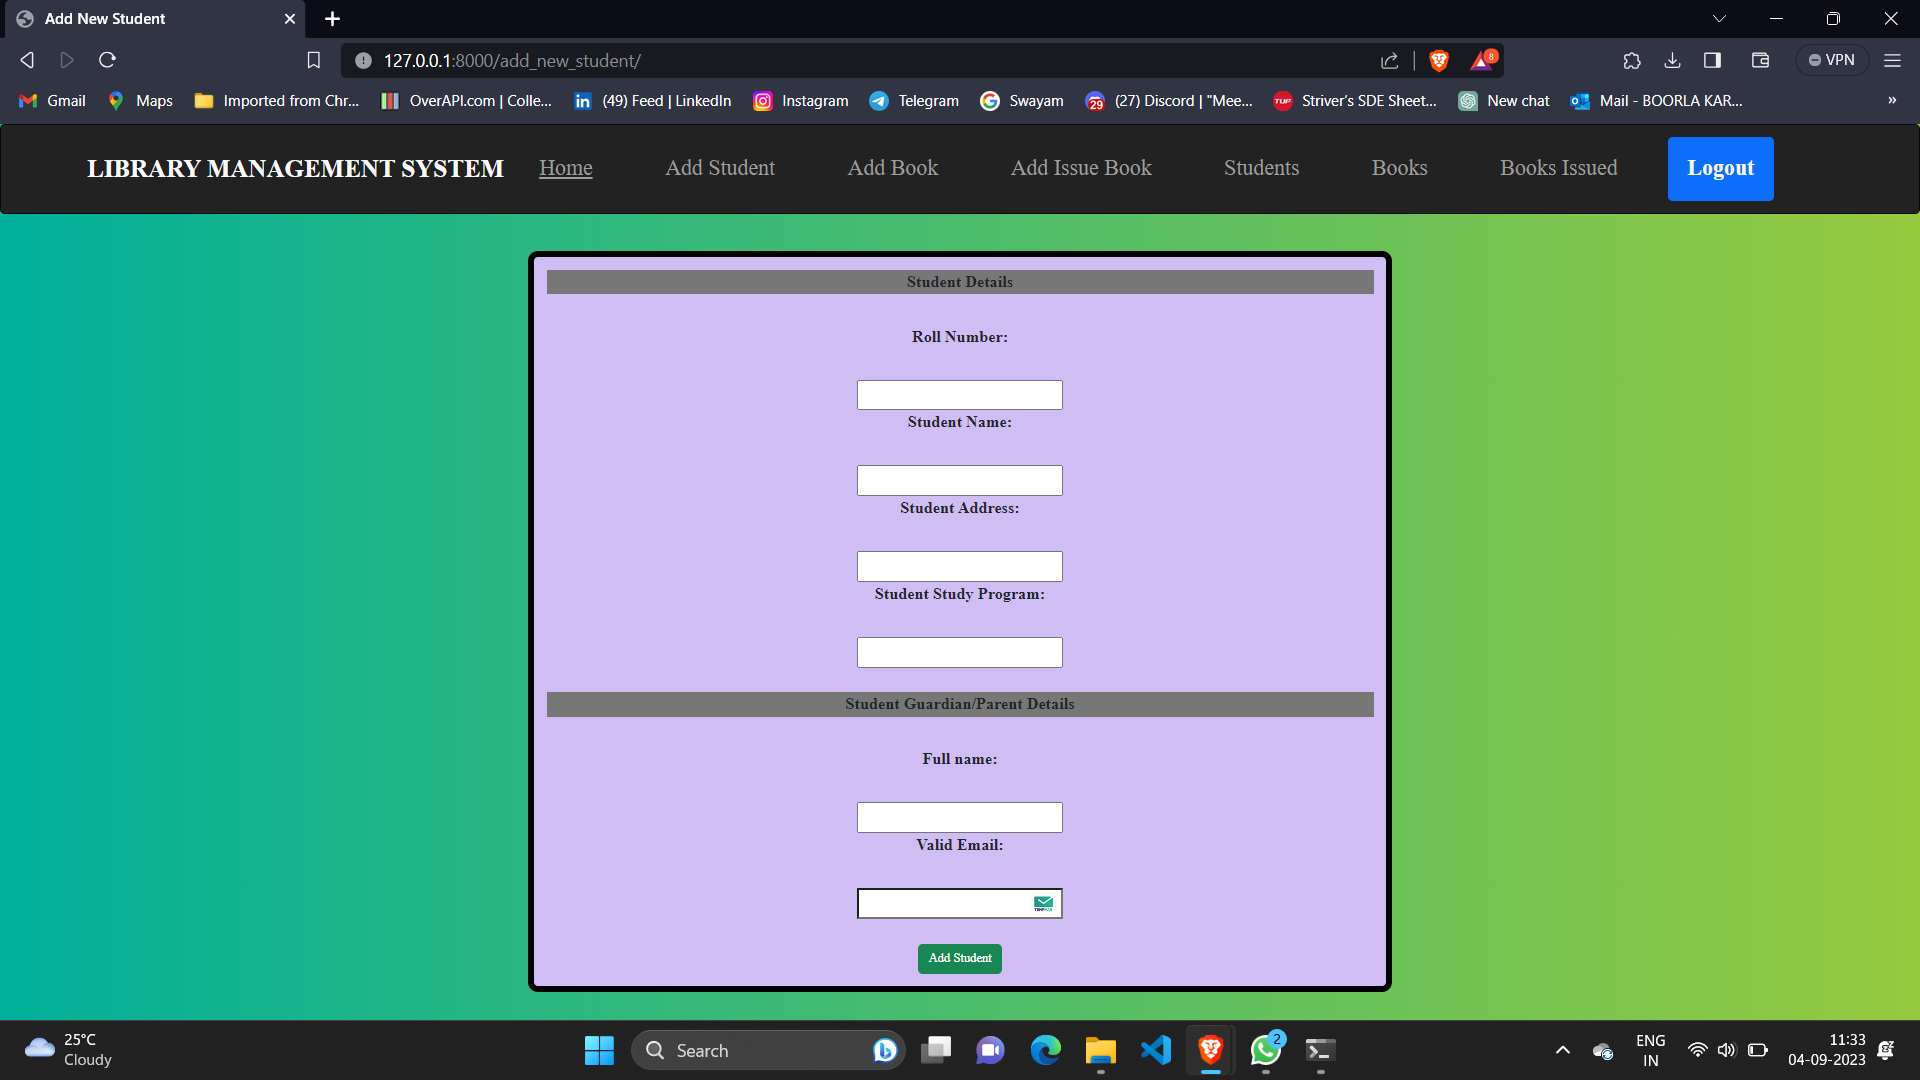 Add New Student
127.0.0.1:8000/add_new_student/
8
VPN
Gmail
Maps
Imported from Chr...
OverAPI.com | Colle...
(49) Feed | LinkedIn
Instagram
Telegram
Swayam
29
(27) Discord | "Mee...
TUF
Striver's SDE Sheet...
New chat
Mail - BOORLA KAR...
»
LIBRARY MANAGEMENT SYSTEM
Home
Add Student
Add Book
Add Issue Book
Students
Books
Books Issued
Logout
Student Details
Roll Number:
Student Name:
Student Address:
Student Study Program:
Student Guardian/Parent Details
Full name:
Valid Email:
Add Student
25°C
Cloudy
Search
2
ENG
IN
11:33
04-09-2023